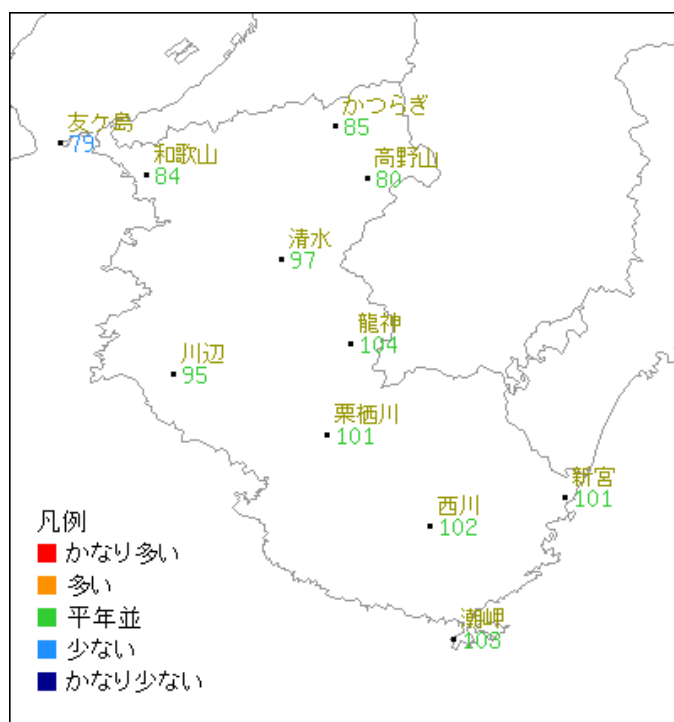 かつらぎ
85
友ケ島
79
和歌山
84
高野山
80
清水
97
龍神
104
川辺
95
栗栖川
101
新宮
101
西川
102
潮岬
103
凡例
かなり多い
多い
平年並
少ない
かなり少ない